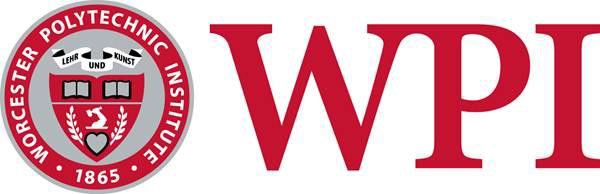 WORCESTER POLYTECHNIC INSTITUTE
LEHR UND KUNST
· 1865 ·
WPI